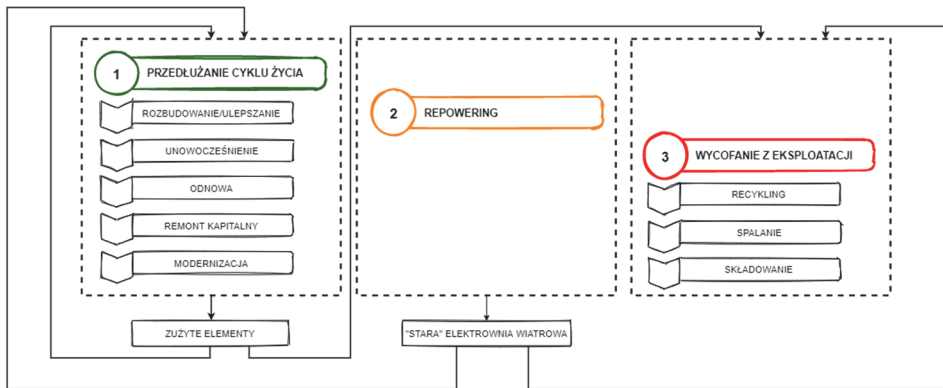 1 PRZEDŁUŻANIE CYKLU ŻYCIA
ROZBUDOWANIE/ULEPSZANIE
UNOWOCZEŚNIENIE
ODNOWA
REMONT KAPITALNY
MODERNIZACJA
ZUŻYTE ELEMENTY
2 REPOWERING
"STARA" ELEKTROWNIA WIATROWA
3 WYCOFANIE Z EKSPLOATACJI
RECYKLING
SPALANIE
SKŁADOWANIE